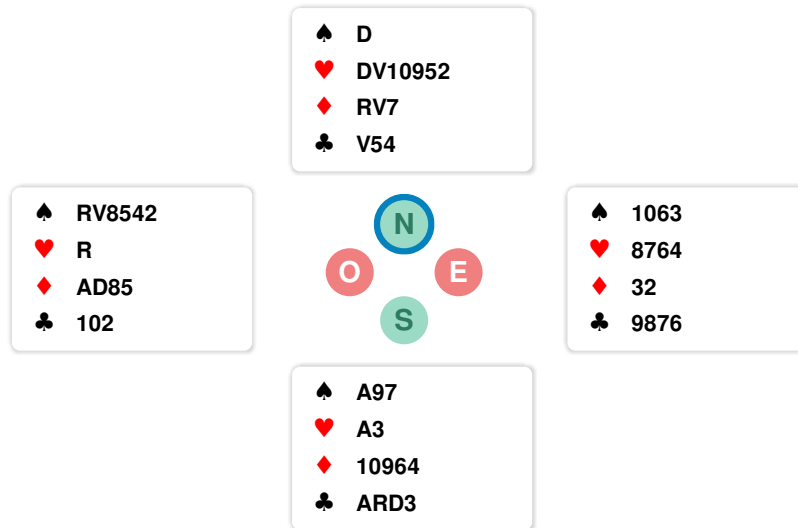 ♠ D
♥ DV10952
♦ RV7
♣ V54
♠ RV8542
♥ R
♦ AD85
♣ 102
N
O E
S
♠ 1063
♥ 8764
♦ 32
♣ 9876
♠ A97
♥ A3
♦ 10964
♣ ARD3